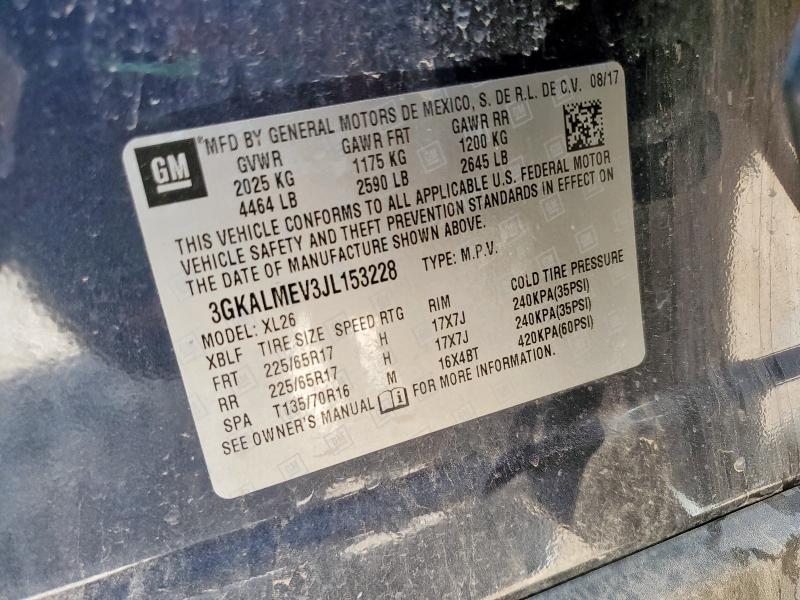 GM
®MFD BY GENERAL MOTORS DE MEXICO, S. DE R.L. DE C.V. 08/17
GVWR GAWR FRT GAWR RR
2025 KG 1175 KG 1200 KG
4464 LB 2590 LB 2645 LB
THIS VEHICLE CONFORMS TO ALL APPLICABLE U.S. FEDERAL MOTOR
VEHICLE SAFETY AND THEFT PREVENTION STANDARDS IN EFFECT ON
THE DATE OF MANUFACTURE SHOWN ABOVE.
3GKALMEV3JL153228 TYPE: M.P.V.
MODEL: XL26
XBLF TIRE SIZE SPEED RTG RIM COLD TIRE PRESSURE
FRT 225/65R17 H 17X7J 240KPA(35PSI)
RR 225/65R17 H 17X7J 240KPA(35PSI)
SPA T135/70R16 M 16X4BT 420KPA(60PSI)
SEE OWNER'S MANUAL FOR MORE INFORMATION.